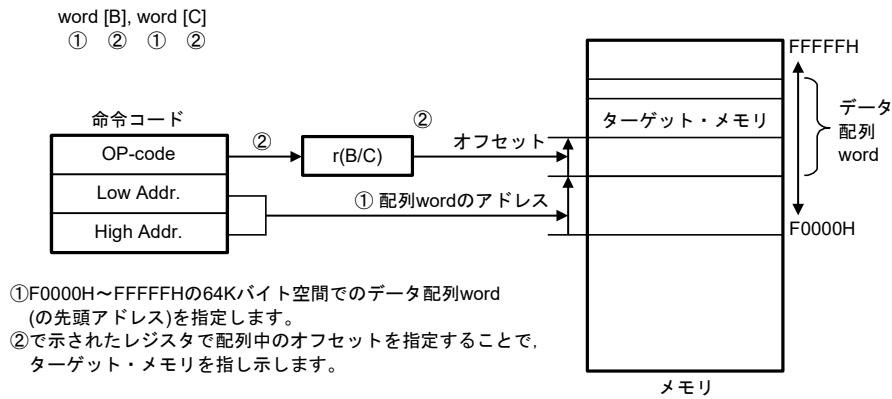 word [B], word [C]
① ② ① ②
FFFFFH
命令コード
②
ターゲット・メモリ
データ
配列
word
OP-code
②
r(B/C)
オフセット
Low Addr.
① 配列wordのアドレス
High Addr.
F0000H
①F0000H~FFFFFHの64Kバイト空間でのデータ配列word
(の先頭アドレス)を指定します。
②で示されたレジスタで配列中のオフセットを指定することで,
ターゲット・メモリを指し示します。
メモリ